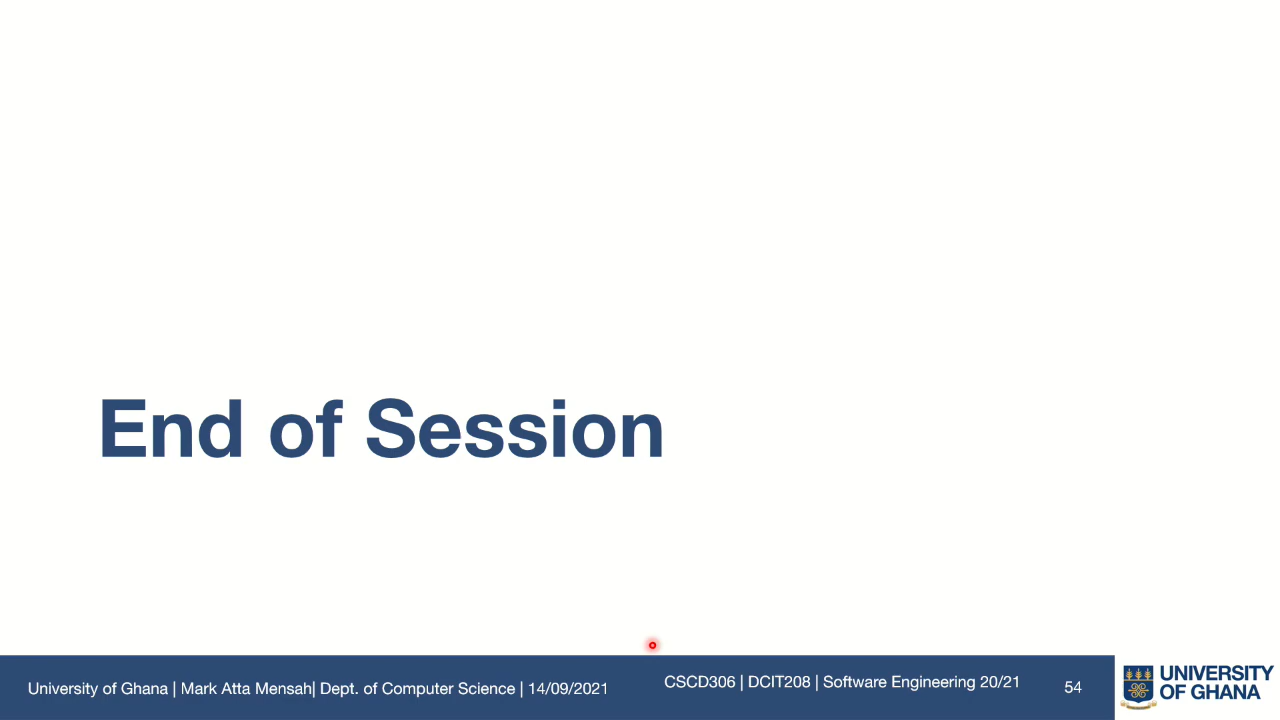 End of Session
University of Ghana | Mark Atta Mensah| Dept. of Computer Science | 14/09/2021
CSCD306 | DCIT208 | Software Engineering 20/21
54
UNIVERSITY
OF GHANA